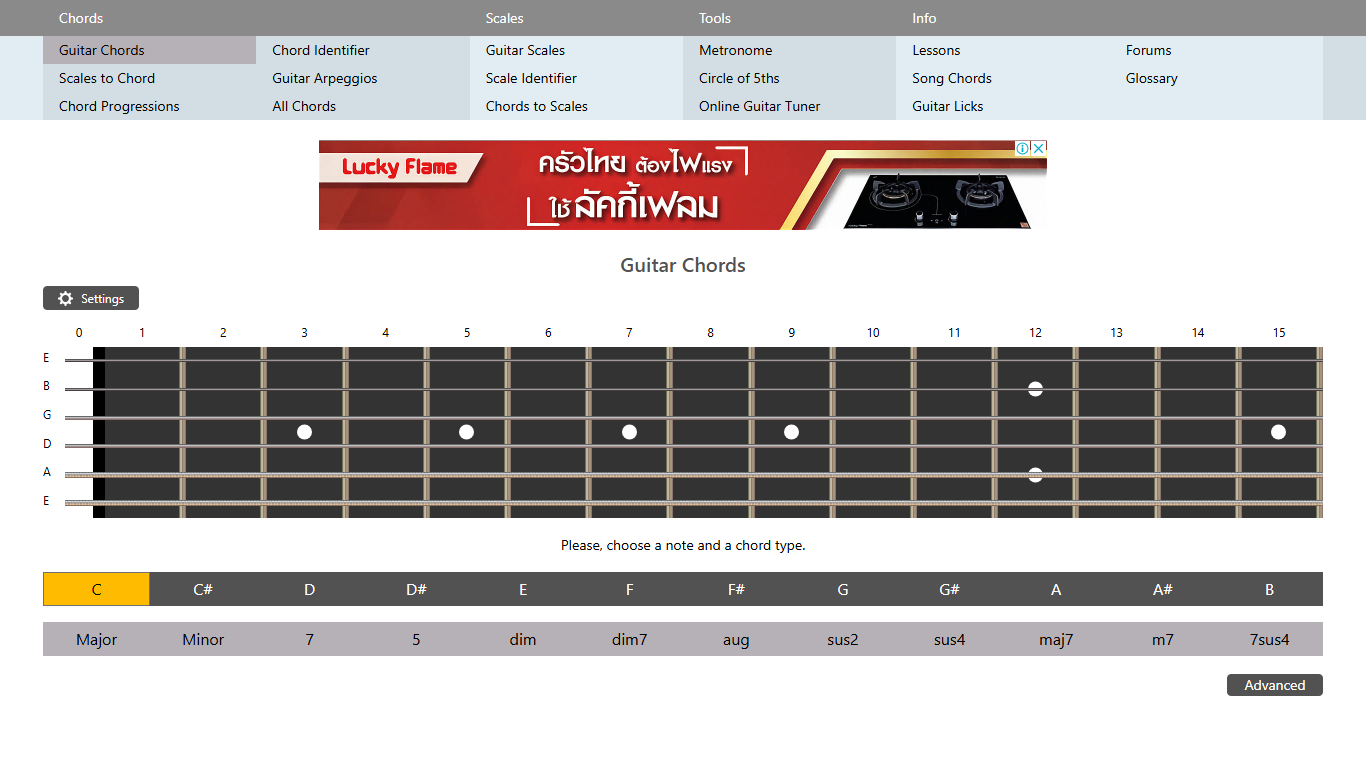 Chords Scales Tools Info
Guitar Chords Chord Identifier Guitar Scales Metronome Lessons Forums
Scales to Chord Guitar Arpeggios Scale Identifier Circle of 5ths Song Chords Glossary
Chord Progressions All Chords Chords to Scales Online Guitar Tuner Guitar Licks
Lucky Flame
ครัวไทย ต้องไฟแรง
ใช้ ลัคกี้เฟลม
Guitar Chords
Settings
0 1 2 3 4 5 6 7 8 9 10 11 12 13 14 15
E
B
G
D
A
E
Please, choose a note and a chord type.
C C# D D# E F F# G G# A A# B
Major Minor 7 5 dim dim7 aug sus2 sus4 maj7 m7 7sus4
Advanced